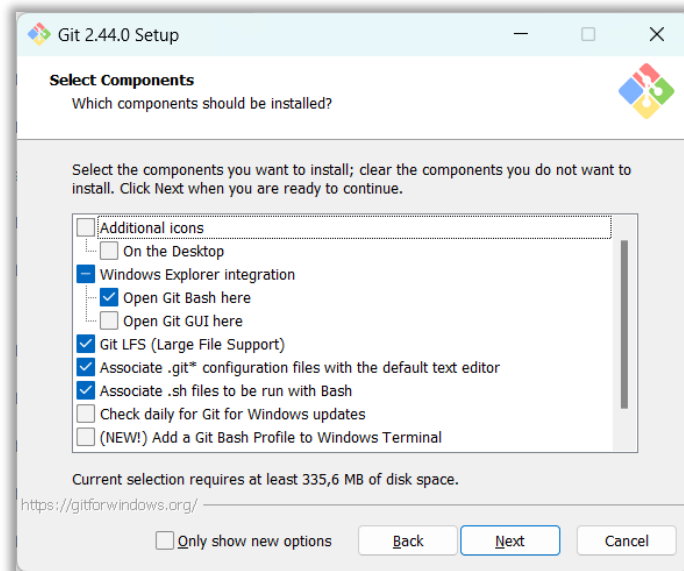 Git 2.44.0 Setup
Select Components
Which components should be installed?
Select the components you want to install; clear the components you do not want to
install. Click Next when you are ready to continue.
Additional icons
On the Desktop
Windows Explorer integration
Open Git Bash here
Open Git GUI here
Git LFS (Large File Support)
Associate .git* configuration files with the default text editor
Associate .sh files to be run with Bash
Check daily for Git for Windows updates
(NEW!) Add a Git Bash Profile to Windows Terminal
Current selection requires at least 335,6 MB of disk space.
https://gitforwindows.org/
Only show new options
Back
Next
Cancel